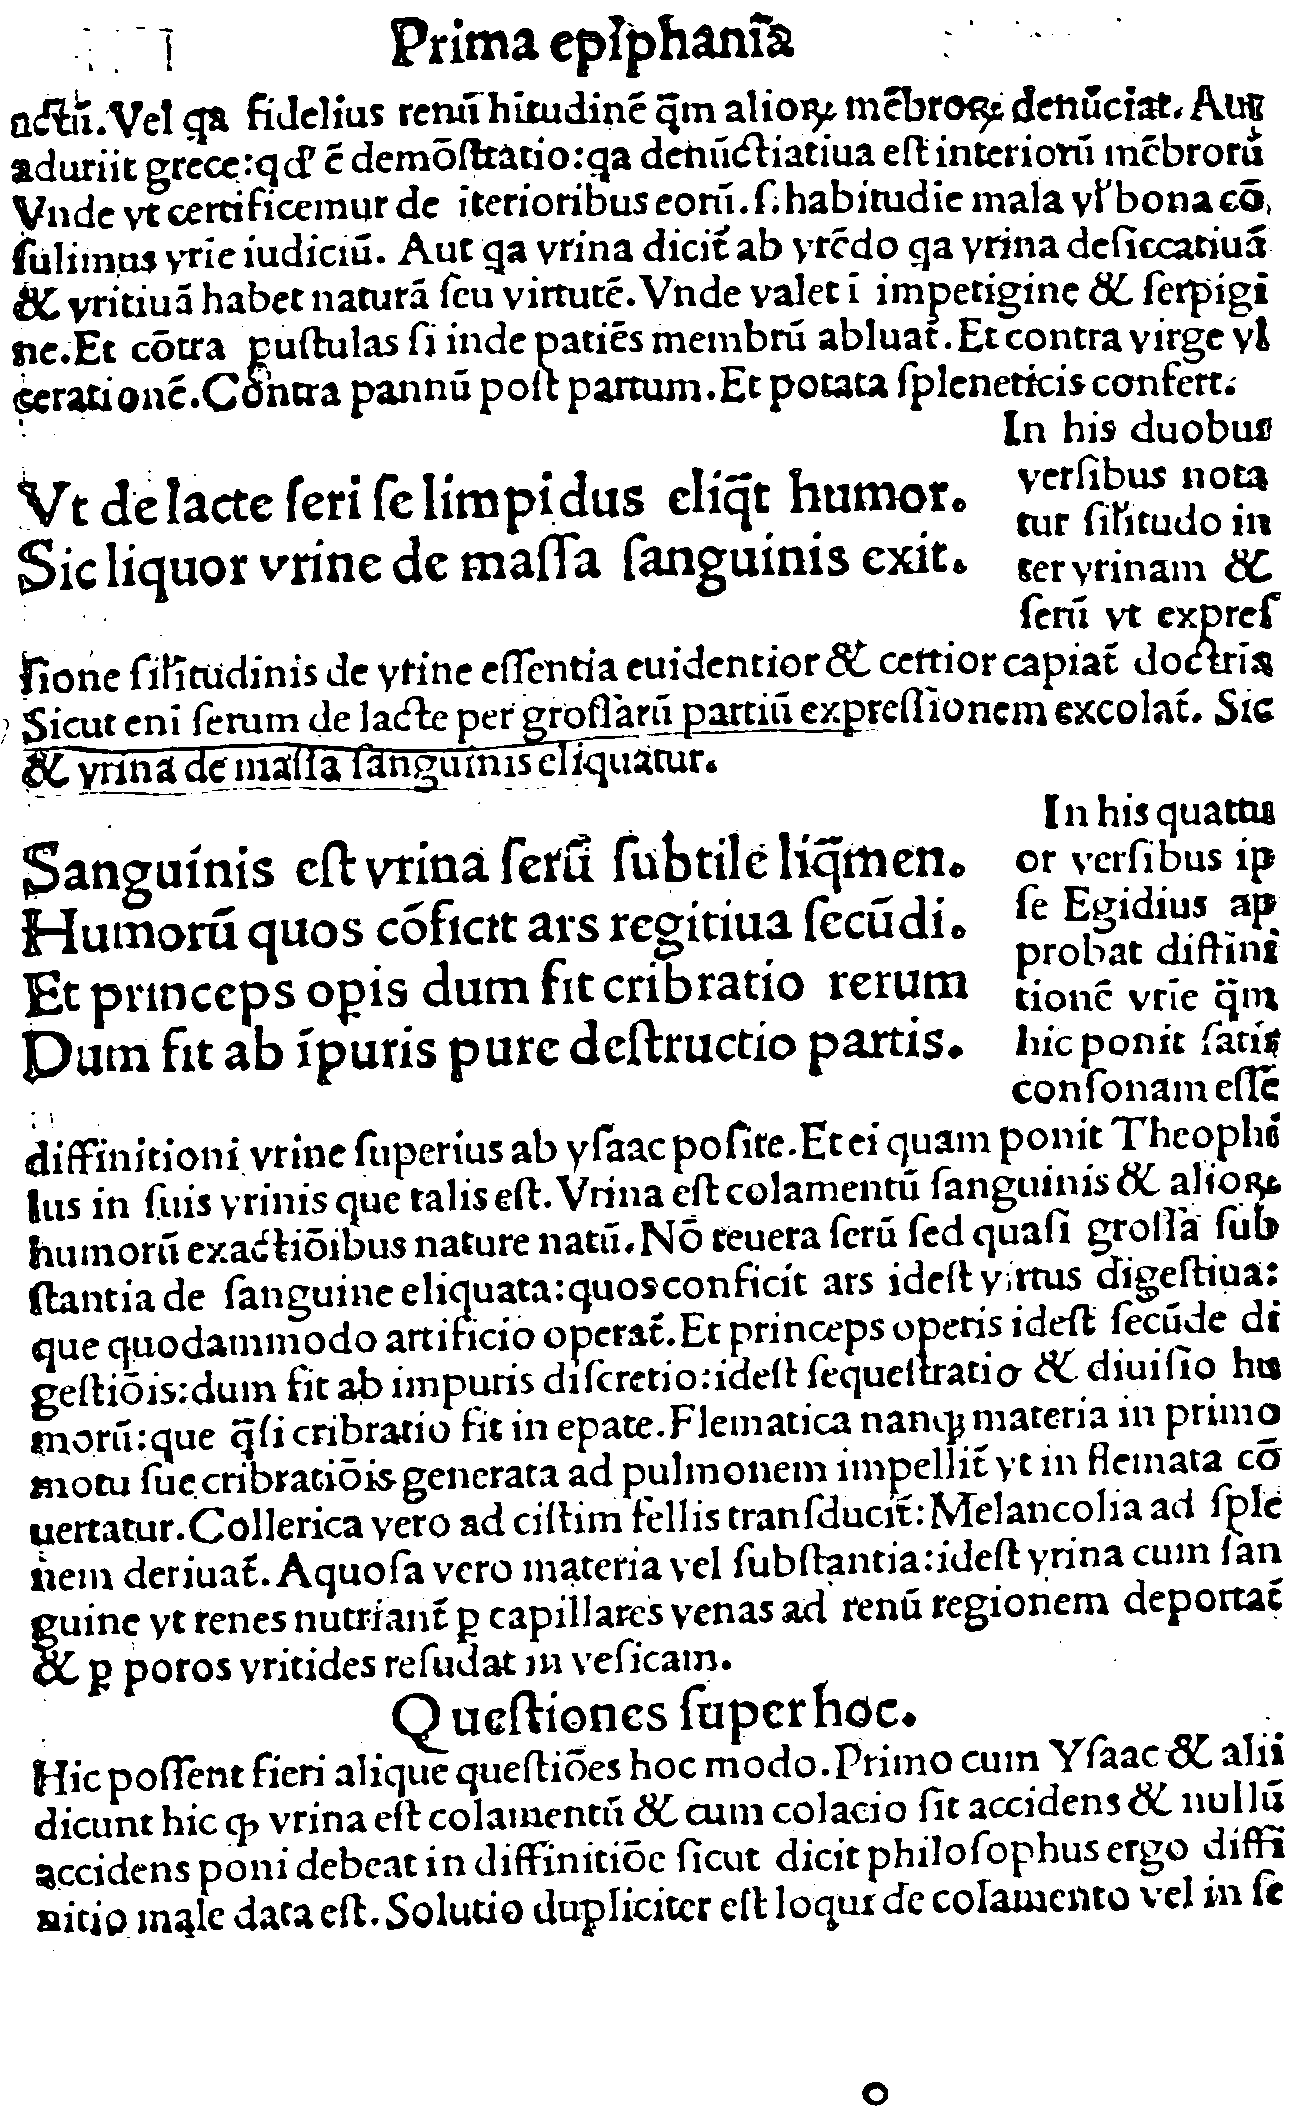 Prima epiphania
nctū. Vel qa fidelius renū hitudinē q̄m alioꝝ mēbroꝝ denūciat. Aut
aduriit grece: qđ ē demōſtratio: qa denūctiatiua eſt interiorū mēbrorū
Vnde vt certificemur de iterioribus eorū. ſ. habitudie mala vł bona cō
ſulimus vrīe iudiciū. Aut qa vrina dicit̄ ab vrēdo qa vrina deſiccatiuā
& vritiuā habet naturā ſeu virtutē. Vnde valet ī impetigine & ſerpigi
ne. Et cōtra puſtulas ſi inde patiēs membrū abluat̄. Et contra virge vl
cerationē. Contra pannū poſt partum. Et potata ſpleneticis confert.
Vt de lacte ſeri ſe limpidus eliq̄t humor.
Sic liquor vrine de maſſa ſanguinis exit.
In his duobus
verſibus nota
tur ſiłitudo in
ter vrinam &
ſerū vt expreſ
ſione ſiłitudinis de vrine eſſentia euidentior & certior capiat̄ doctrīa
Sicut enī ſerum de lacte per groſſarū partiū expreſſionem excolat̄. Sic
& vrina de maſſa ſanguinis eliquatur.
Sanguinis eſt vrina ſerū ſubtile liq̄men.
Humorū quos cōficit ars regitiua ſecūdi.
Et princeps oꝑis dum fit cribratio rerum
Dum fit ab īpuris pure deſtructio partis.
In his quattu
or verſibus ip
ſe Egidius ap
probat diffini
tionē vrīe q̄m
hic ponit ſatis
conſonam eſſē
diffinitioni vrine ſuperius ab yſaac poſite. Et ei quam ponit Theophi
lus in ſuis vrinis que talis eſt. Vrina eſt colamentū ſanguinis & alioꝝ
humorū exactiōibus nature natū. Nō reuera ſerū ſed quaſi groſſa ſub
ſtantia de ſanguine eliquata: quos conficit ars ideſt virtus digeſtiua:
que quodammodo artificio operat̄. Et princeps operis ideſt ſecūde di
geſtiōis: dum fit ab impuris diſcretio: ideſt ſequeſtratio & diuiſio hu
morū: que q̄ſi cribratio fit in epate. Flematica nanqꝫ materia in primo
motu ſue cribratiōis generata ad pulmonem impellit̄ vt in flemata cō
uertatur. Collerica vero ad ciſtim fellis tranſducit̄: Melancolia ad ſple
nem deriuat̄. Aquoſa vero materia vel ſubſtantia: ideſt vrina cum ſan
guine vt renes nutriant̄ ꝑ capillares venas ad renū regionem deportat̄
& ꝑ poros vritides reſudat in veſicam.
Queſtiones ſuper hoc.
Hic poſſent fieri alique queſtiōes hoc modo. Primo cum Yſaac & alii
dicunt hic ꝙ vrina eſt colamentū & cum colacio ſit accidens & nullū
accidens poni debeat in diffinitiōe ſicut dicit philoſophus ergo diffi
nitio male data eſt. Solutio dupliciter eſt loqui de colamento vel in ſe